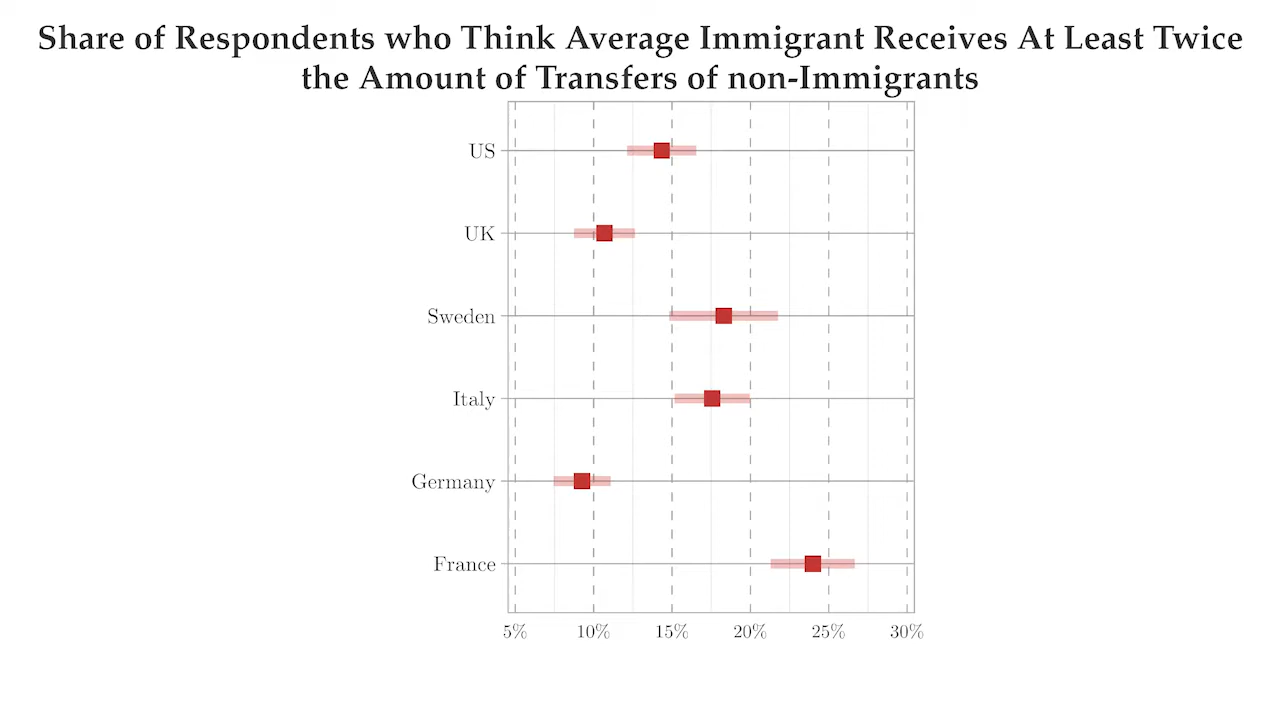 Share of Respondents who Think Average Immigrant Receives At Least Twice
the Amount of Transfers of non-Immigrants
US
UK
Sweden
Italy
Germany
France
5% 10% 15% 20% 25% 30%